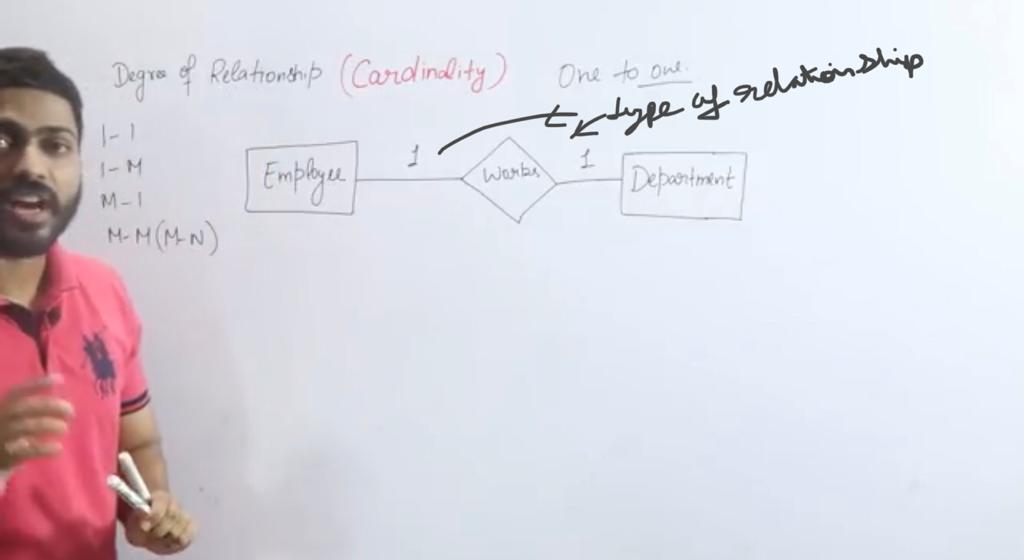 Degree of Relationship (Cardinality) One to one.
type of relationship
1-1
1-M
M-1
M-M (M-N)
Employee 1 Works 1 Department